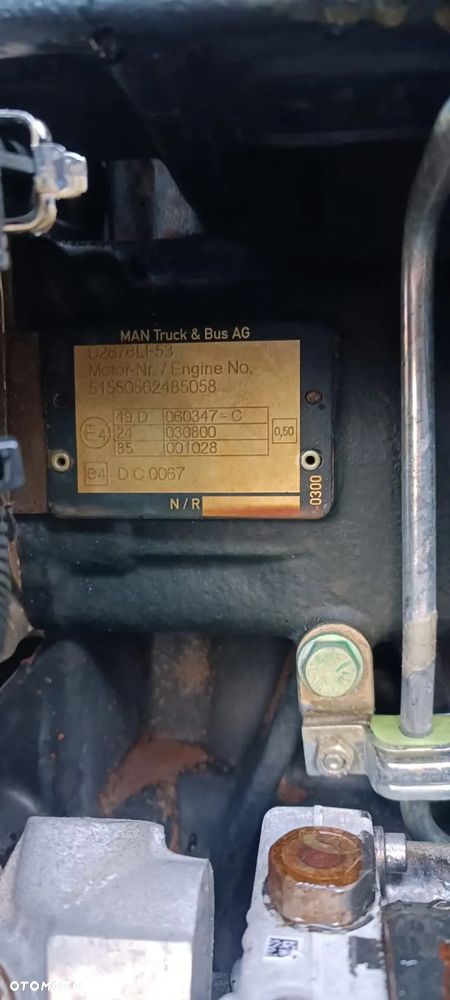 MAN Truck & Bus AG
D2676LF53
Motor-Nr. / Engine No.
51550662485058
E4 49 D 060347 - C
24 030800 0,50
85 001028
e4 D C 0067
N / R
0300
OTOMOTO